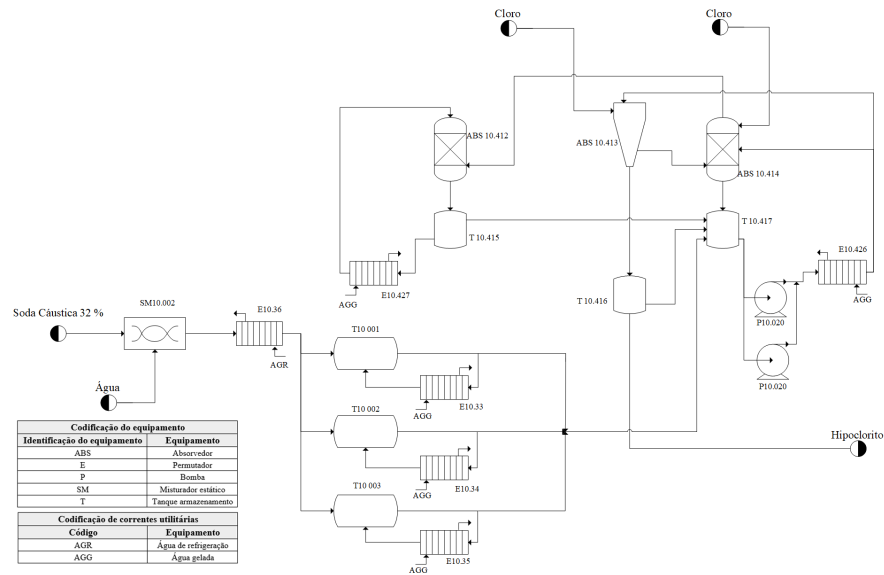 Cloro
Cloro
ABS 10.412
ABS 10.413
ABS 10.414
T 10.415
T 10.417
E10.426
E10.427
AGG
AGG
T 10.416
P10.020
P10.020
SM10.002
E10.36
Soda Cáustica 32 %
AGR
Água
T10 001
E10.33
AGG
T10 002
E10.34
AGG
T10 003
E10.35
AGG
Hipoclorito
Codificação do equipamento
Identificação do equipamento Equipamento
ABS Absorvedor
E Permutador
P Bomba
SM Misturador estático
T Tanque armazenamento
Codificação de correntes utilitárias
Código Equipamento
AGR Água de refrigeração
AGG Água gelada